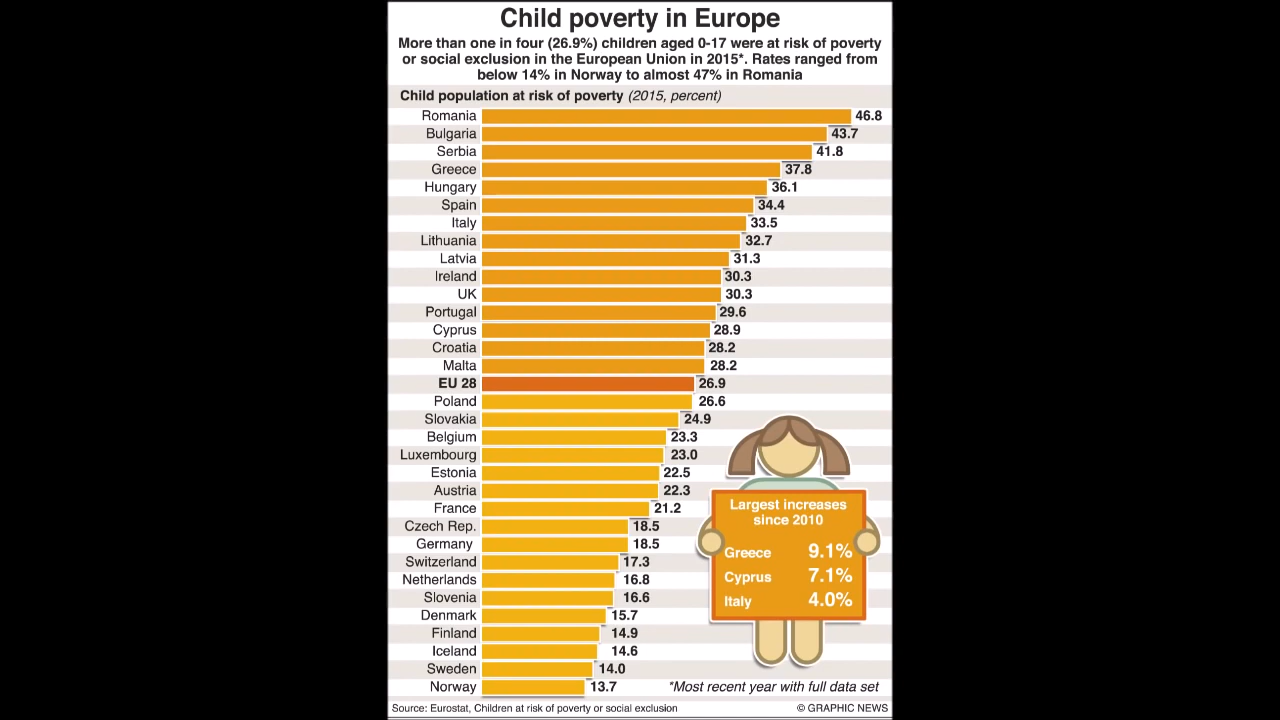 Child poverty in Europe
More than one in four (26.9%) children aged 0-17 were at risk of poverty
or social exclusion in the European Union in 2015*. Rates ranged from
below 14% in Norway to almost 47% in Romania
Child population at risk of poverty (2015, percent)
Romania 46.8
Bulgaria 43.7
Serbia 41.8
Greece 37.8
Hungary 36.1
Spain 34.4
Italy 33.5
Lithuania 32.7
Latvia 31.3
Ireland 30.3
UK 30.3
Portugal 29.6
Cyprus 28.9
Croatia 28.2
Malta 28.2
EU 28 26.9
Poland 26.6
Slovakia 24.9
Belgium 23.3
Luxembourg 23.0
Estonia 22.5
Austria 22.3
France 21.2
Czech Rep. 18.5
Germany 18.5
Switzerland 17.3
Netherlands 16.8
Slovenia 16.6
Denmark 15.7
Finland 14.9
Iceland 14.6
Sweden 14.0
Norway 13.7
Largest increases
since 2010
Greece 9.1%
Cyprus 7.1%
Italy 4.0%
*Most recent year with full data set
Source: Eurostat, Children at risk of poverty or social exclusion
© GRAPHIC NEWS